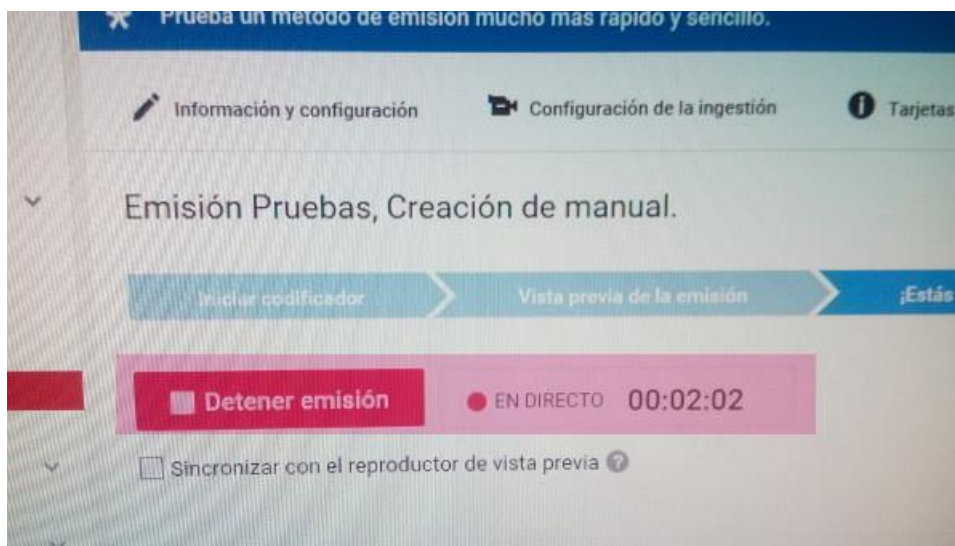 Prueba un método de emisión mucho más rápido y sencillo.
Información y configuración Configuración de la ingestión Tarjetas
Emisión Pruebas, Creación de manual.
Iniciar codificador Vista previa de la emisión ¡Estás
Detener emisión EN DIRECTO 00:02:02
Sincronizar con el reproductor de vista previa ?